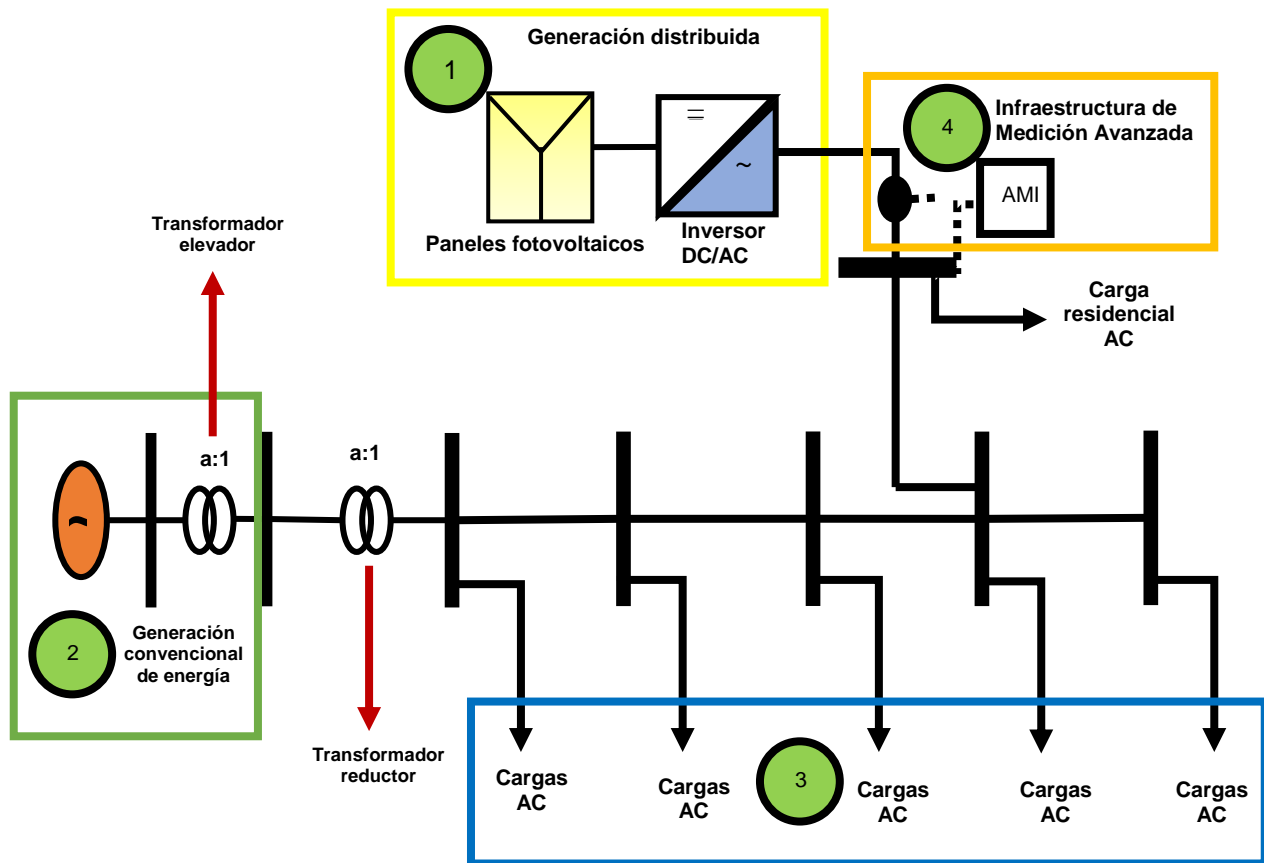 Generación distribuida
1
Paneles fotovoltaicos
=
~
Inversor
DC/AC
4
Infraestructura de
Medición Avanzada
AMI
Carga
residencial
AC
Transformador
elevador
a:1
a:1
~
2
Generación
convencional
de energía
Transformador
reductor
3
Cargas
AC
Cargas
AC
Cargas
AC
Cargas
AC
Cargas
AC